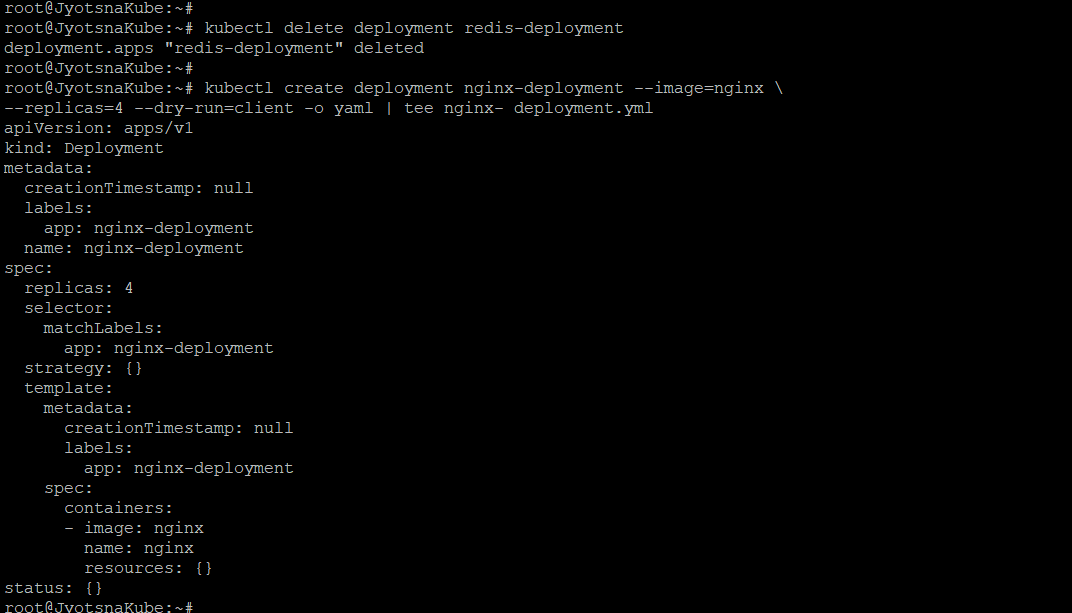 root@JyotsnaKube:~#
root@JyotsnaKube:~# kubectl delete deployment redis-deployment
deployment.apps "redis-deployment" deleted
root@JyotsnaKube:~#
root@JyotsnaKube:~# kubectl create deployment nginx-deployment --image=nginx \
--replicas=4 --dry-run=client -o yaml | tee nginx- deployment.yml
apiVersion: apps/v1
kind: Deployment
metadata:
  creationTimestamp: null
  labels:
    app: nginx-deployment
  name: nginx-deployment
spec:
  replicas: 4
  selector:
    matchLabels:
      app: nginx-deployment
  strategy: {}
  template:
    metadata:
      creationTimestamp: null
      labels:
        app: nginx-deployment
    spec:
      containers:
      - image: nginx
        name: nginx
        resources: {}
status: {}
root@JyotsnaKube:~#